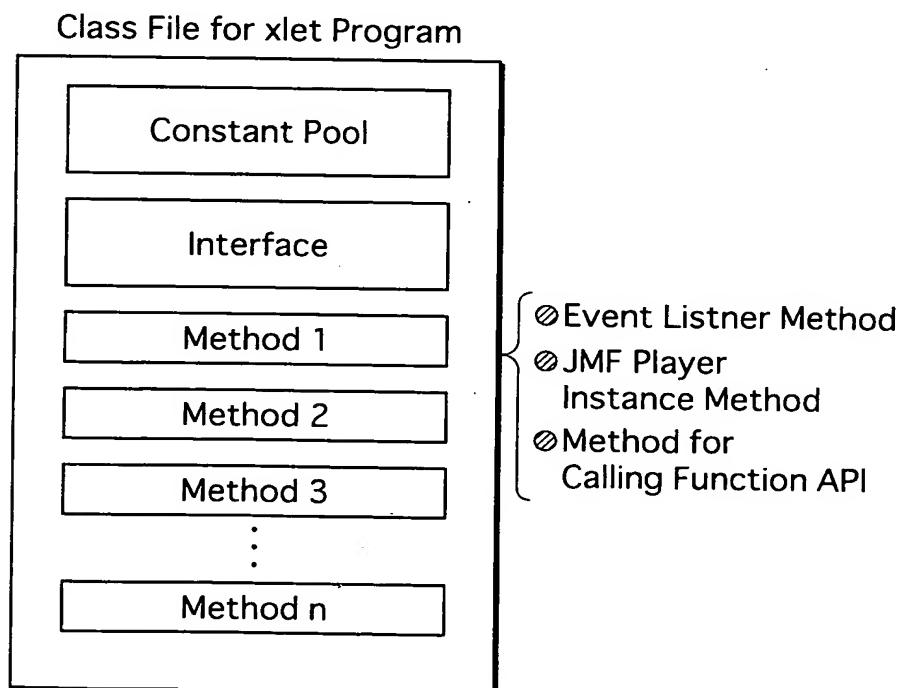 Class File for xlet Program
Constant Pool
Interface
Method 1
Method 2
Method 3
Method n
Event Listner Method
JMF Player
Instance Method
Method for
Calling Function API